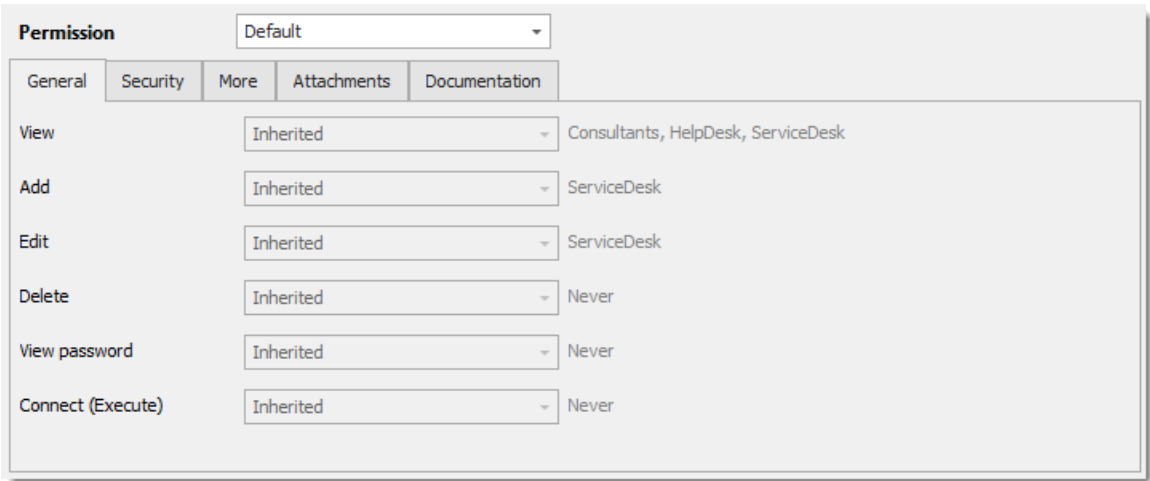 Permission Default
General Security More Attachments Documentation
View Inherited Consultants, HelpDesk, ServiceDesk
Add Inherited ServiceDesk
Edit Inherited ServiceDesk
Delete Inherited Never
View password Inherited Never
Connect (Execute) Inherited Never